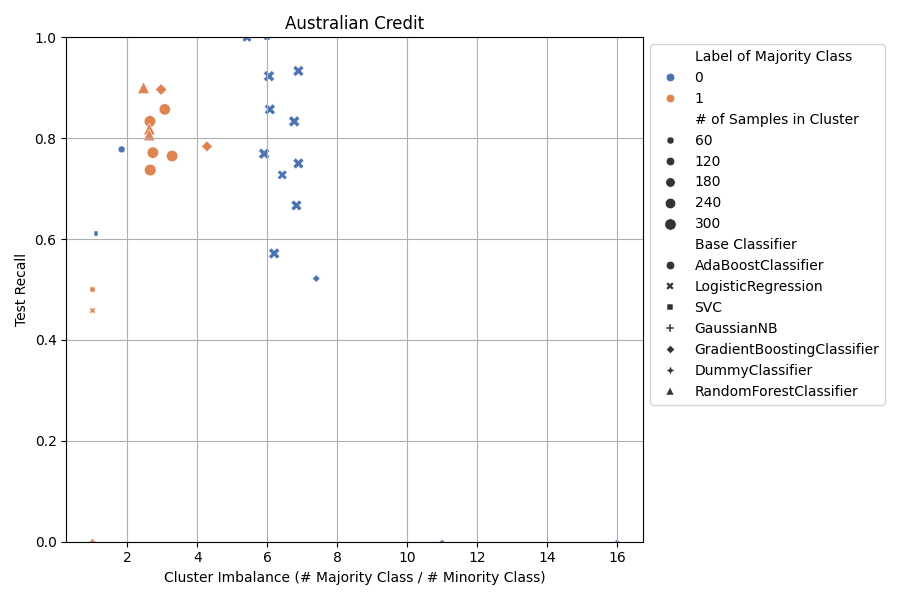 Australian Credit
1.0
0.8
0.6
0.4
0.2
0.0
Test Recall
2
4
6
8
10
12
14
16
Cluster Imbalance (# Majority Class / # Minority Class)
Label of Majority Class
0
1
# of Samples in Cluster
60
120
180
240
300
Base Classifier
AdaBoostClassifier
LogisticRegression
SVC
GaussianNB
GradientBoostingClassifier
DummyClassifier
RandomForestClassifier